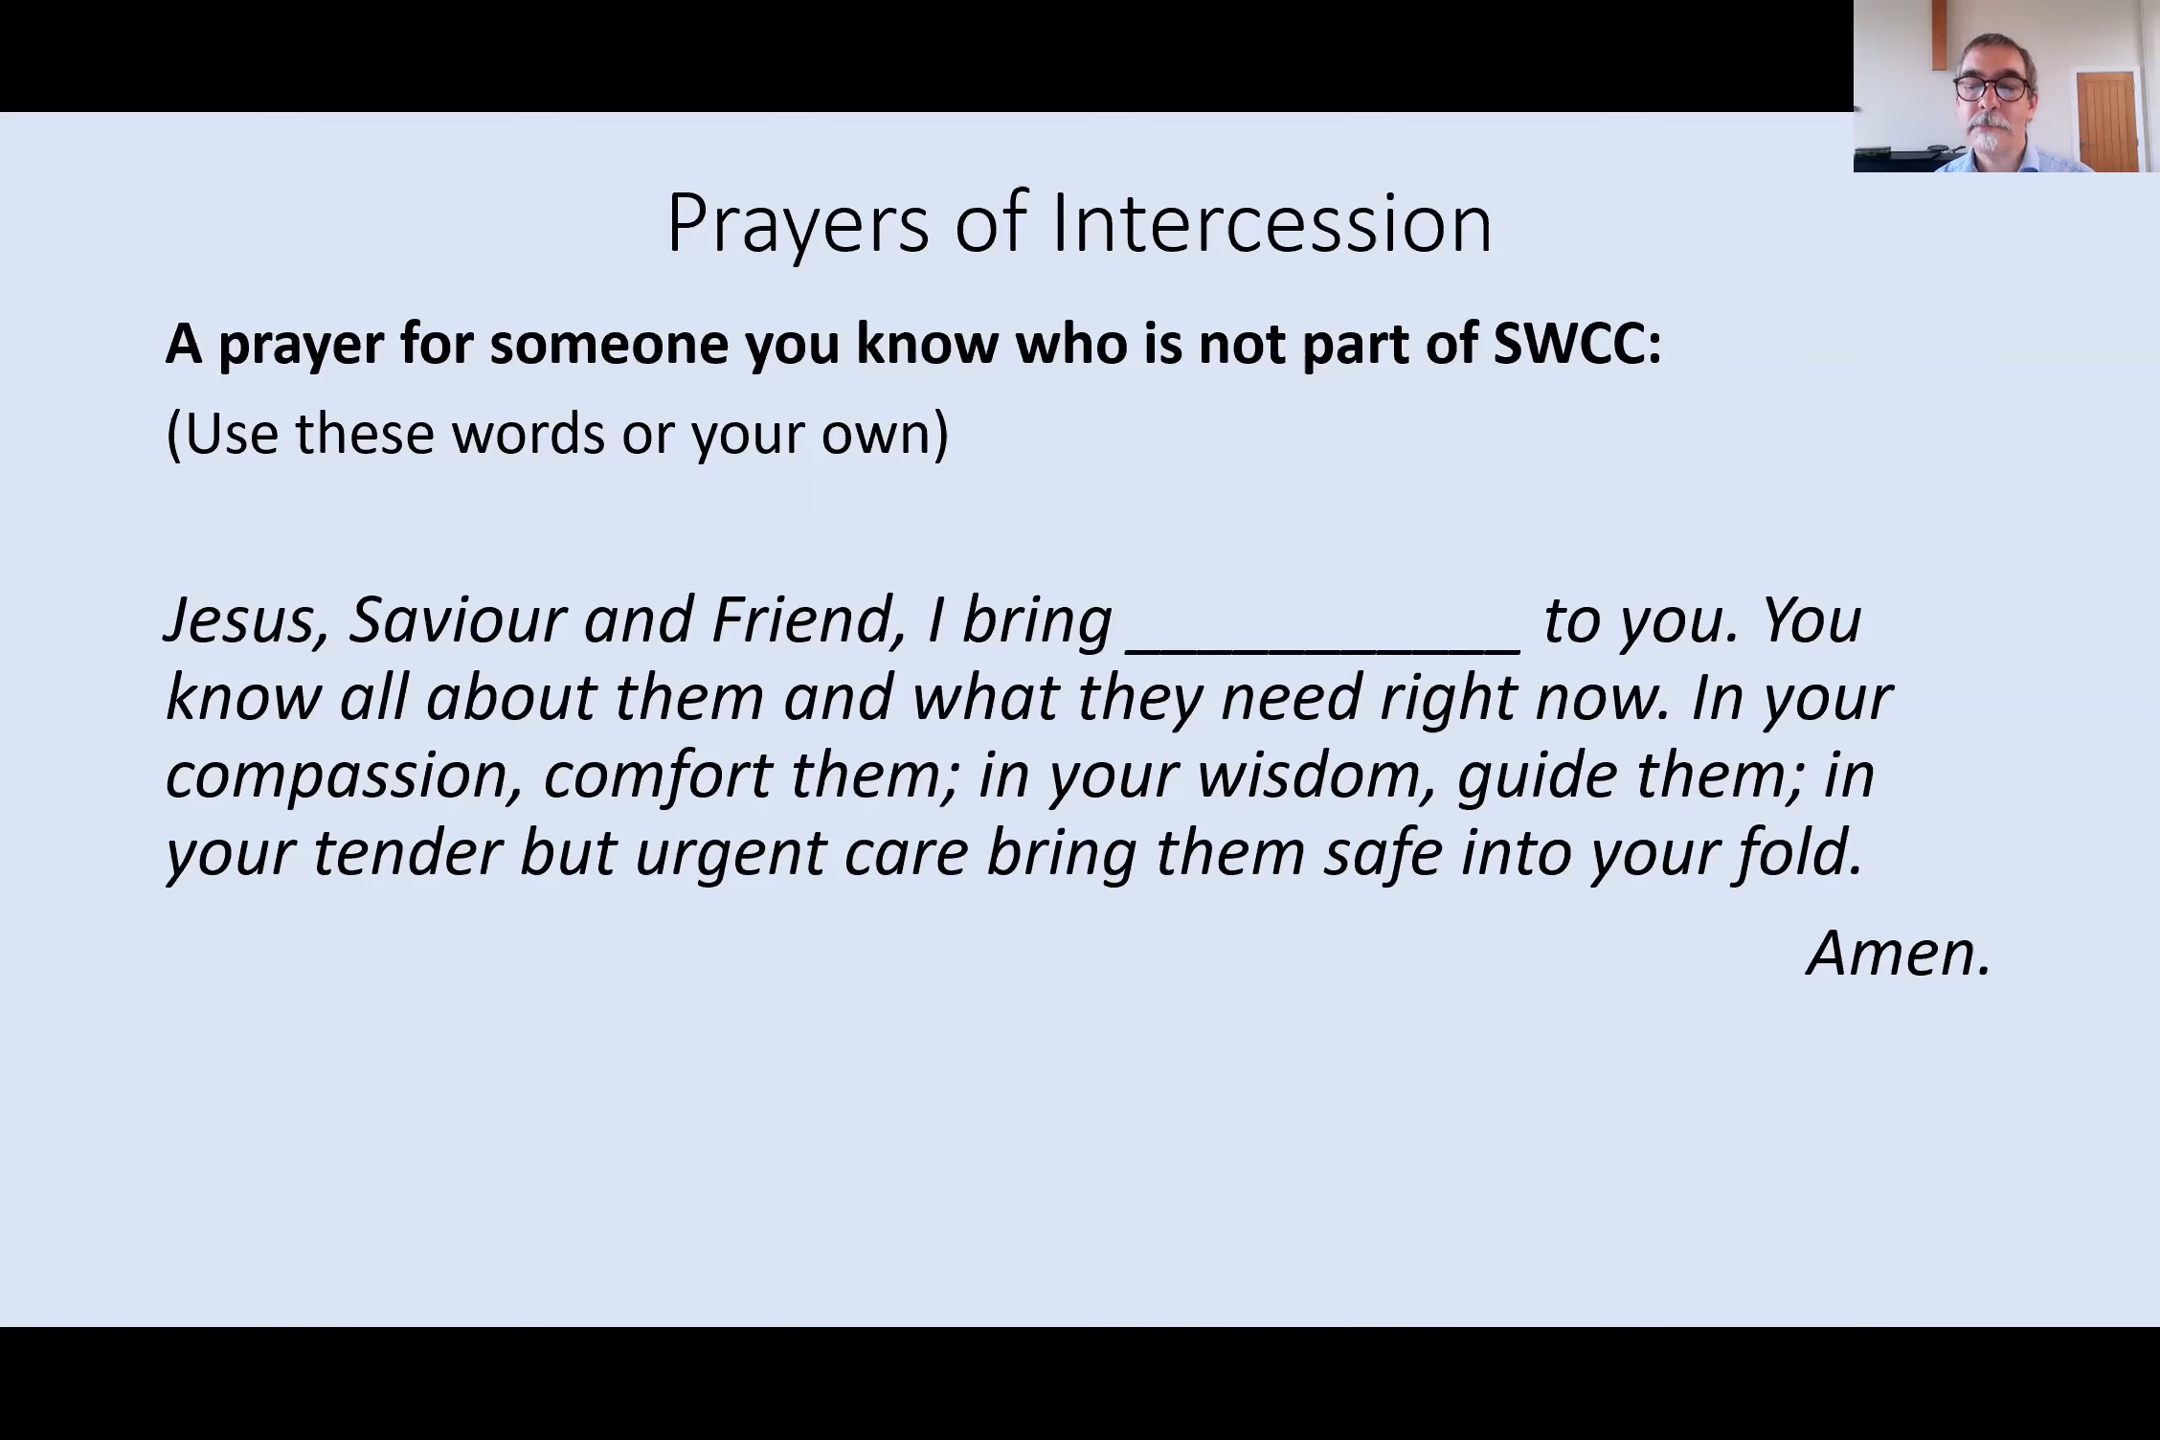 Prayers of Intercession
A prayer for someone you know who is not part of SWCC:
(Use these words or your own)
Jesus, Saviour and Friend, I bring ___________ to you. You
know all about them and what they need right now. In your
compassion, comfort them; in your wisdom, guide them; in
your tender but urgent care bring them safe into your fold.
Amen.